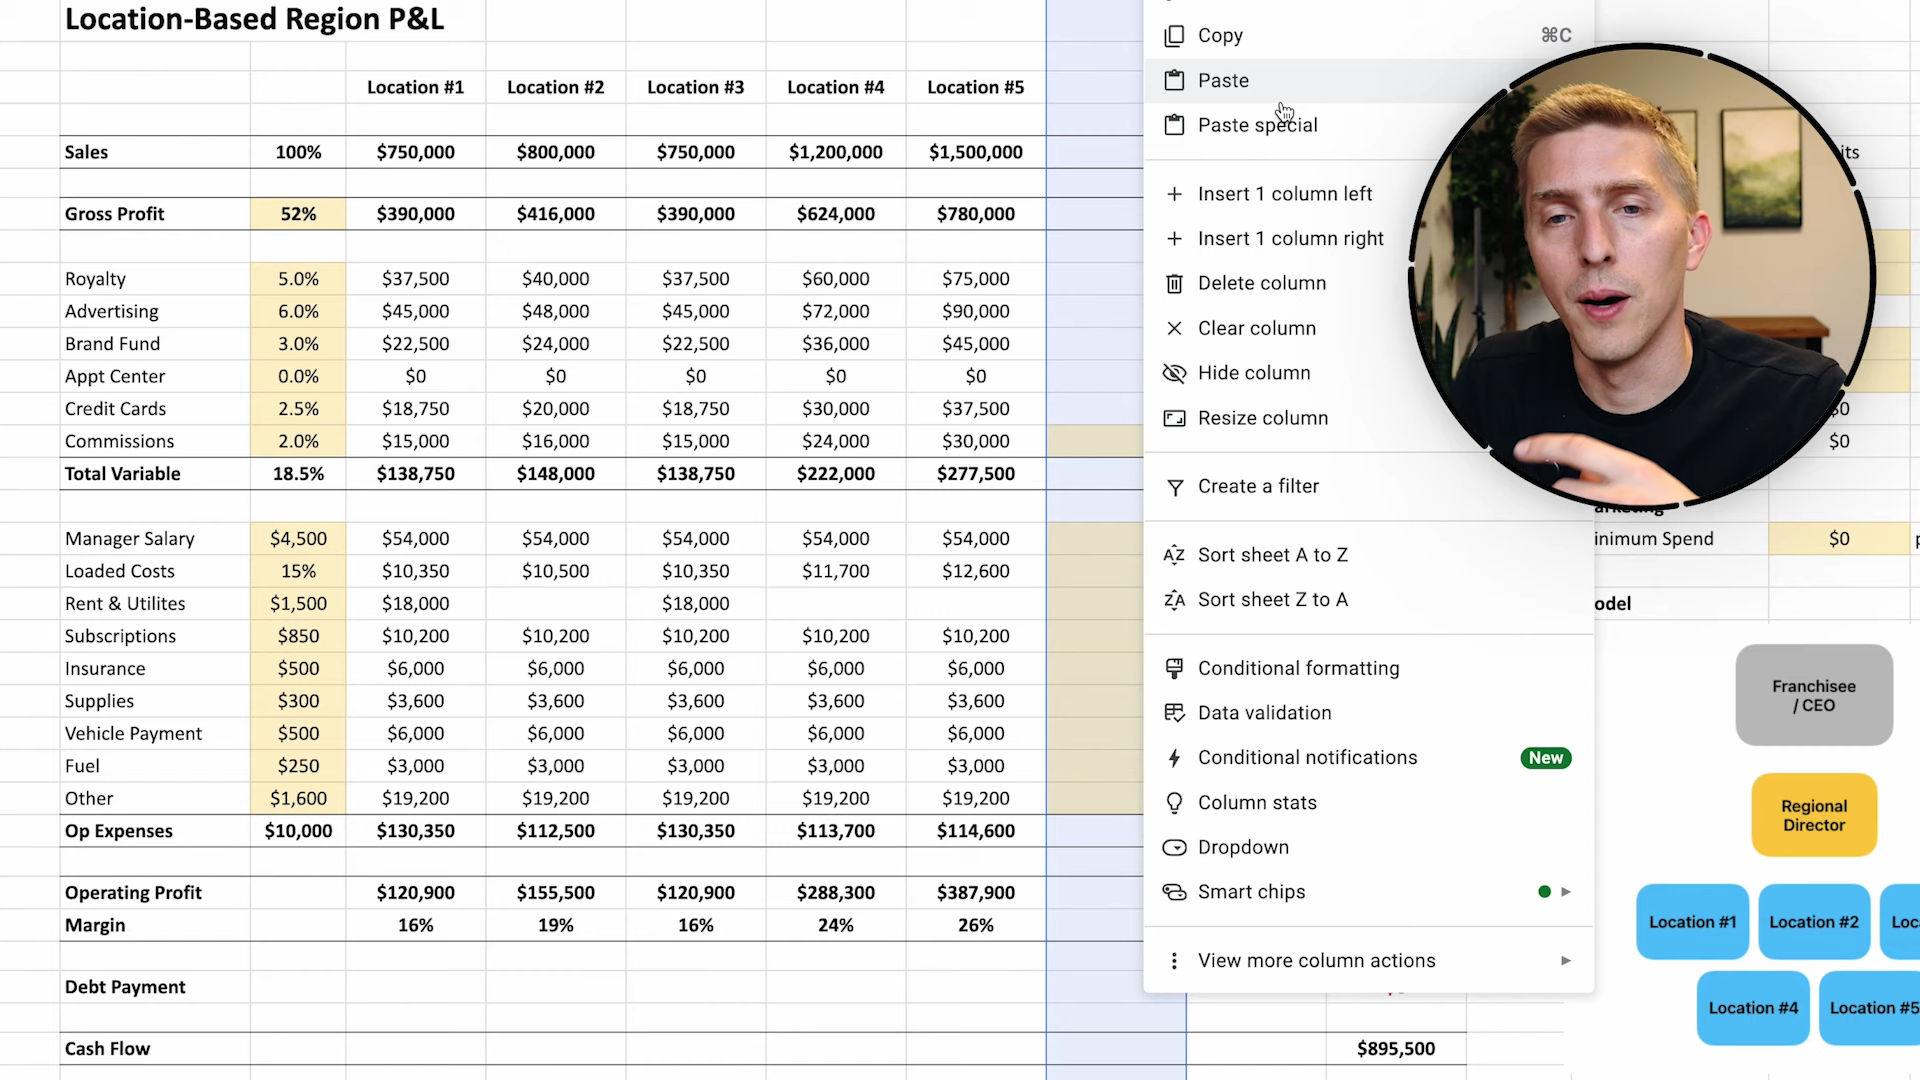 Location-Based Region P&L
Location #1 Location #2 Location #3 Location #4 Location #5
Sales 100% $750,000 $800,000 $750,000 $1,200,000 $1,500,000
Gross Profit 52% $390,000 $416,000 $390,000 $624,000 $780,000
Royalty 5.0% $37,500 $40,000 $37,500 $60,000 $75,000
Advertising 6.0% $45,000 $48,000 $45,000 $72,000 $90,000
Brand Fund 3.0% $22,500 $24,000 $22,500 $36,000 $45,000
Appt Center 0.0% $0 $0 $0 $0 $0
Credit Cards 2.5% $18,750 $20,000 $18,750 $30,000 $37,500
Commissions 2.0% $15,000 $16,000 $15,000 $24,000 $30,000
Total Variable 18.5% $138,750 $148,000 $138,750 $222,000 $277,500
Manager Salary $4,500 $54,000 $54,000 $54,000 $54,000 $54,000
Loaded Costs 15% $10,350 $10,500 $10,350 $11,700 $12,600
Rent & Utilites $1,500 $18,000 $18,000
Subscriptions $850 $10,200 $10,200 $10,200 $10,200 $10,200
Insurance $500 $6,000 $6,000 $6,000 $6,000 $6,000
Supplies $300 $3,600 $3,600 $3,600 $3,600 $3,600
Vehicle Payment $500 $6,000 $6,000 $6,000 $6,000 $6,000
Fuel $250 $3,000 $3,000 $3,000 $3,000 $3,000
Other $1,600 $19,200 $19,200 $19,200 $19,200 $19,200
Op Expenses $10,000 $130,350 $112,500 $130,350 $113,700 $114,600
Operating Profit $120,900 $155,500 $120,900 $288,300 $387,900
Margin 16% 19% 16% 24% 26%
Debt Payment
Cash Flow $895,500
Copy ⌘C
Paste
Paste special
Insert 1 column left
Insert 1 column right
Delete column
Clear column
Hide column
Resize column
Create a filter
Sort sheet A to Z
Sort sheet Z to A
Conditional formatting
Data validation
Conditional notifications New
Column stats
Dropdown
Smart chips
View more column actions
its
$0
$0
inimum Spend $0
odel
Franchisee
/ CEO
Regional
Director
Location #1 Location #2 Loc
Location #4 Location #5